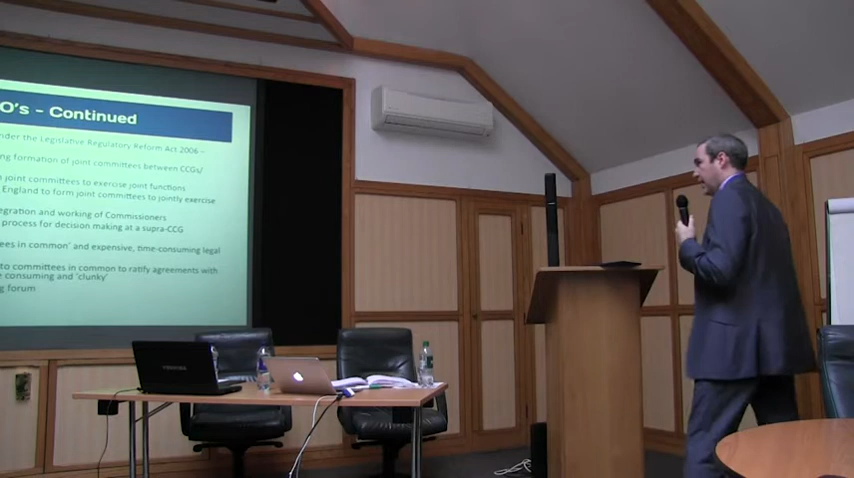 O's - Continued
nder the Legislative Regulatory Reform Act 2006 –
ng formation of joint committees between CCGs/
joint committees to exercise joint functions
England to form joint committees to jointly exercise
egration and working of Commissioners
process for decision making at a supra-CCG
ees in common' and expensive, time-consuming legal
to committees in common to ratify agreements with
e consuming and 'clunky'
g forum
TOSHIBA